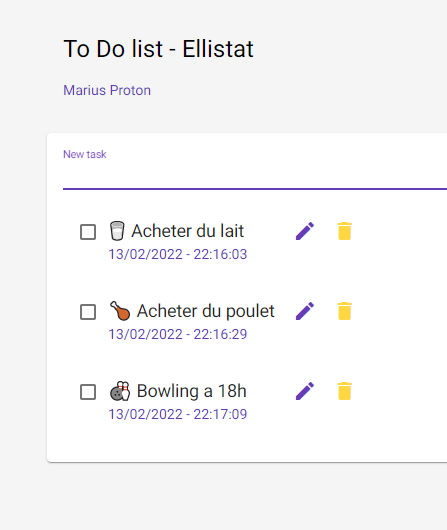 To Do list - Ellistat
Marius Proton
New task
🥛 Acheter du lait
13/02/2022 - 22:16:03
🍗 Acheter du poulet
13/02/2022 - 22:16:29
🎳 Bowling a 18h
13/02/2022 - 22:17:09